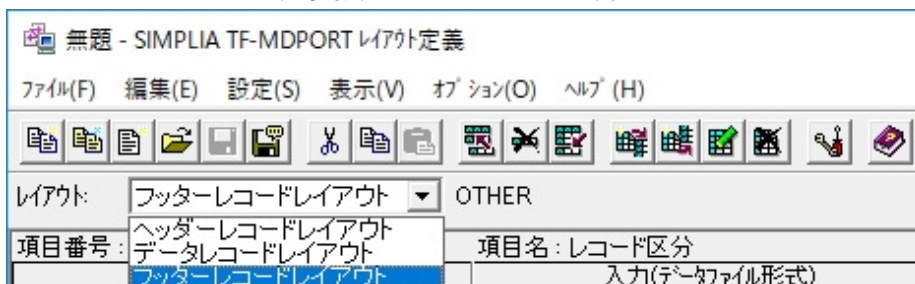 無題 - SIMPLIA TF-MDPORT ﾚｲｱｳﾄ定義
ﾌｧｲﾙ(F) 編集(E) 設定(S) 表示(V) ｵﾌﾟｼｮﾝ(O) ﾍﾙﾌﾟ(H)
ﾚｲｱｳﾄ: フッターレコードレイアウト OTHER
ヘッダーレコードレイアウト
項目番号: データレコードレイアウト 項目名:レコード区分
フッターレコードレイアウト 入力(ﾃﾞｰﾀﾌｧｲﾙ形式)